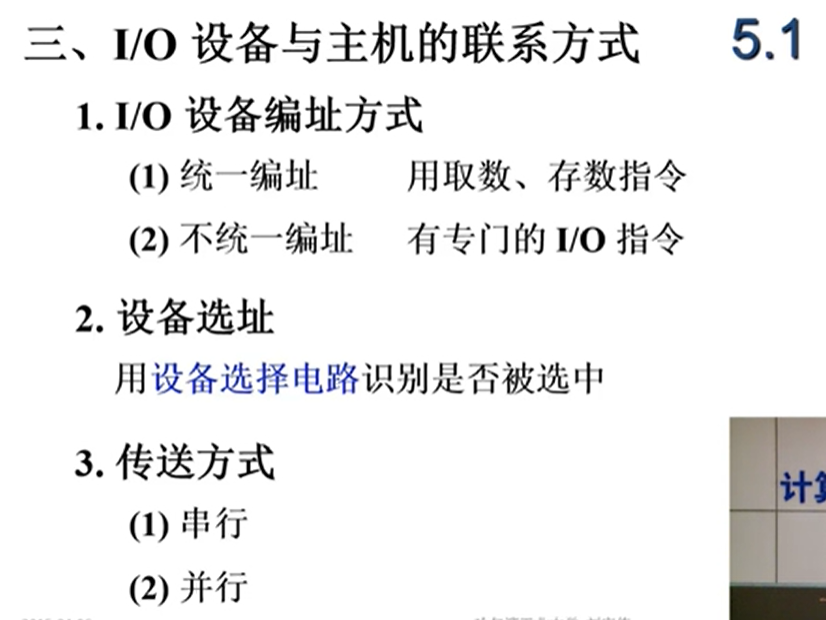 三、I/O 设备与主机的联系方式 5.1
1. I/O 设备编址方式
(1) 统一编址 用取数、存数指令
(2) 不统一编址 有专门的 I/O 指令
2. 设备选址
用设备选择电路识别是否被选中
3. 传送方式
计
(1) 串行
(2) 并行